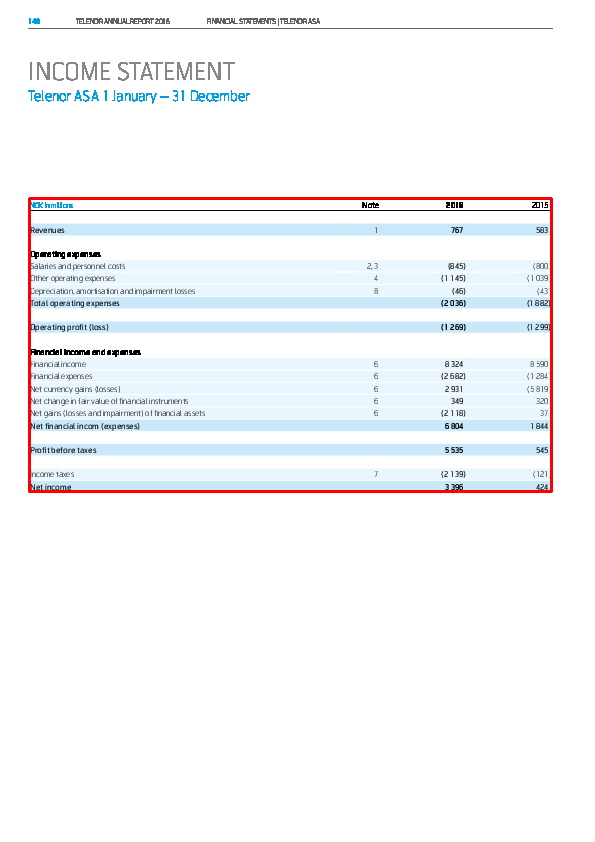 148 TELENOR ANNUAL REPORT 2016 FINANCIAL STATEMENTS | TELENOR ASA
INCOME STATEMENT
Telenor ASA 1 January – 31 December
NOK in millions Note 2016 2015
Revenues 1 767 583
Operating expenses
Salaries and personnel costs 2, 3 (845) (800
Other operating expenses 4 (1 145) (1 039
Depreciation, amortisation and impairment losses 8 (46) (43
Total operating expenses (2 036) (1 882)
Operating profit (loss) (1 269) (1 299)
Financial income and expenses
Financial income 6 8 324 8 590
Financial expenses 6 (2 682) (1 284
Net currency gains (losses) 6 2 931 (5 819
Net change in fair value of financial instruments 6 349 320
Net gains (losses and impairment) of financial assets 6 (2 118) 37
Net financial incom (expenses) 6 804 1 844
Profit before taxes 5 535 545
Income taxes 7 (2 139) (121
Net income 3 396 424